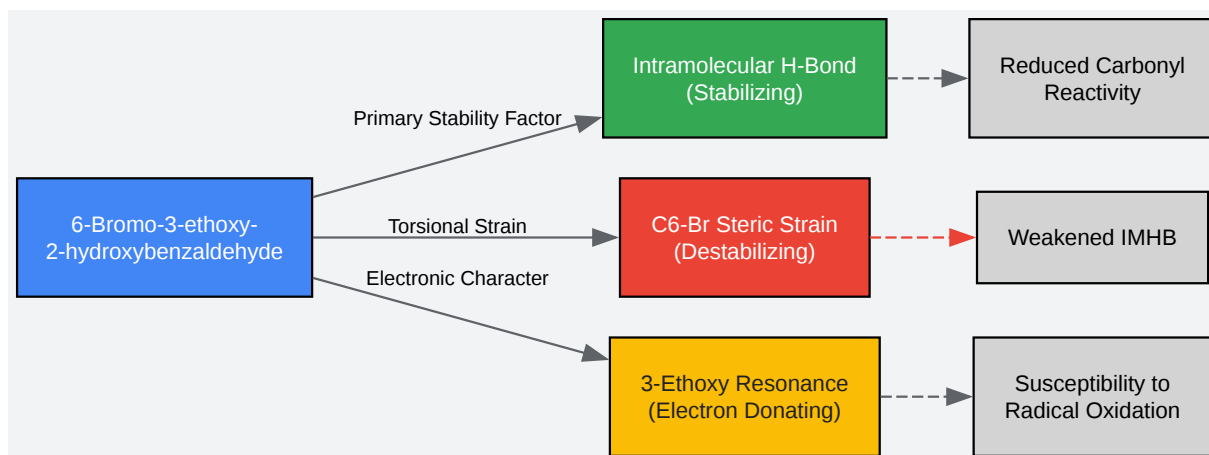 Intramolecular H-Bond
(Stabilizing)
Reduced Carbonyl
Reactivity
Primary Stability Factor
6-Bromo-3-ethoxy-
2-hydroxybenzaldehyde
Torsional Strain
C6-Br Steric Strain
(Destabilizing)
Weakened IMHB
Electronic Character
3-Ethoxy Resonance
(Electron Donating)
Susceptibility to
Radical Oxidation